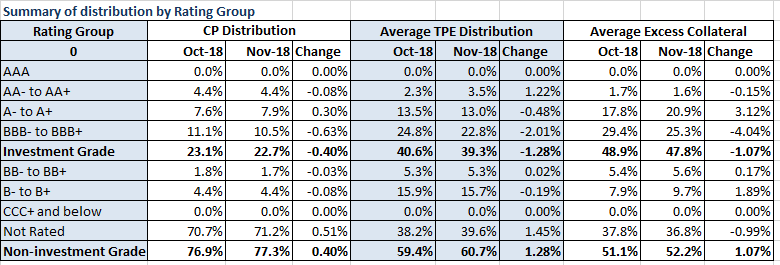 Summary of distribution by Rating Group
Rating Group CP Distribution Average TPE Distribution Average Excess Collateral
0 Oct-18 Nov-18 Change Oct-18 Nov-18 Change Oct-18 Nov-18 Change
AAA 0.0% 0.0% 0.00% 0.0% 0.0% 0.00% 0.0% 0.0% 0.00%
AA- to AA+ 4.4% 4.4% -0.08% 2.3% 3.5% 1.22% 1.7% 1.6% -0.15%
A- to A+ 7.6% 7.9% 0.30% 13.5% 13.0% -0.48% 17.8% 20.9% 3.12%
BBB- to BBB+ 11.1% 10.5% -0.63% 24.8% 22.8% -2.01% 29.4% 25.3% -4.04%
Investment Grade 23.1% 22.7% -0.40% 40.6% 39.3% -1.28% 48.9% 47.8% -1.07%
BB- to BB+ 1.8% 1.7% -0.03% 5.3% 5.3% 0.02% 5.4% 5.6% 0.17%
B- to B+ 4.4% 4.4% -0.08% 15.9% 15.7% -0.19% 7.9% 9.7% 1.89%
CCC+ and below 0.0% 0.0% 0.00% 0.0% 0.0% 0.00% 0.0% 0.0% 0.00%
Not Rated 70.7% 71.2% 0.51% 38.2% 39.6% 1.45% 37.8% 36.8% -0.99%
Non-investment Grade 76.9% 77.3% 0.40% 59.4% 60.7% 1.28% 51.1% 52.2% 1.07%